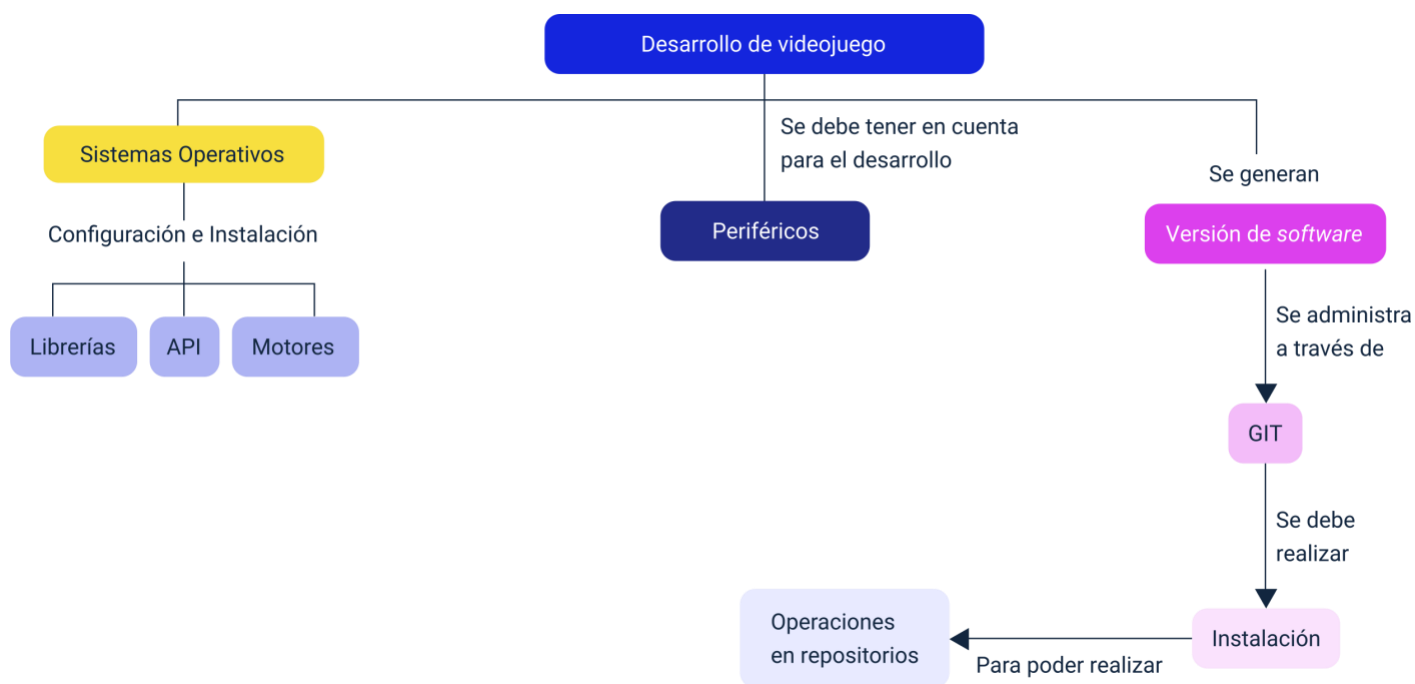 Desarrollo de videojuego
Sistemas Operativos
Configuración e Instalación
Librerías
API
Motores
Se debe tener en cuenta
para el desarrollo
Periféricos
Se generan
Versión de software
Se administra
a través de
GIT
Se debe
realizar
Instalación
Para poder realizar
Operaciones
en repositorios